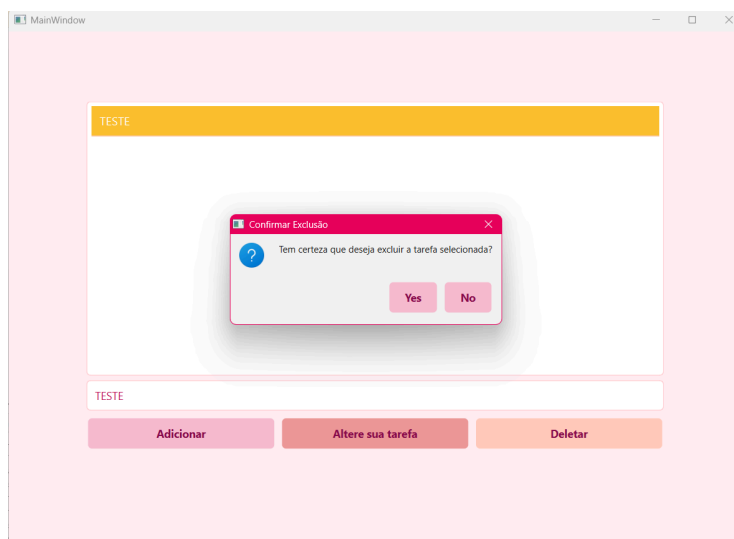 MainWindow
TESTE
Confirmar Exclusão
Tem certeza que deseja excluir a tarefa selecionada?
Yes No
TESTE
Adicionar Altere sua tarefa Deletar